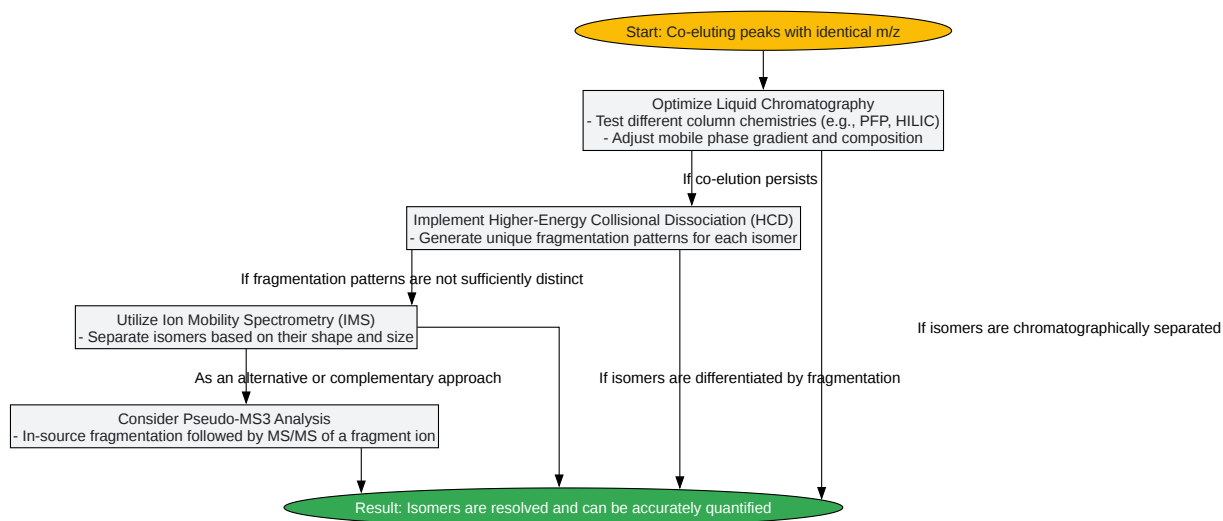 Start: Co-eluting peaks with identical m/z
Optimize Liquid Chromatography
- Test different column chemistries (e.g., PFP, HILIC)
- Adjust mobile phase gradient and composition
If co-elution persists
Implement Higher-Energy Collisional Dissociation (HCD)
- Generate unique fragmentation patterns for each isomer
If fragmentation patterns are not sufficiently distinct
Utilize Ion Mobility Spectrometry (IMS)
- Separate isomers based on their shape and size
If isomers are chromatographically separated
As an alternative or complementary approach
If isomers are differentiated by fragmentation
Consider Pseudo-MS3 Analysis
- In-source fragmentation followed by MS/MS of a fragment ion
Result: Isomers are resolved and can be accurately quantified